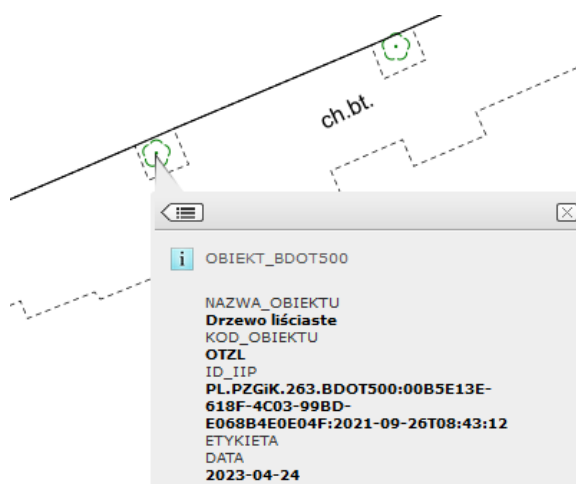 ch.bt.
i OBIEKT_BDOT500
NAZWA_OBIEKTU
Drzewo liściaste
KOD_OBIEKTU
OTZL
ID_IIP
PL.PZGiK.263.BDOT500:00B5E13E-
618F-4C03-99BD-
E068B4E0E04F:2021-09-26T08:43:12
ETYKIETA
DATA
2023-04-24